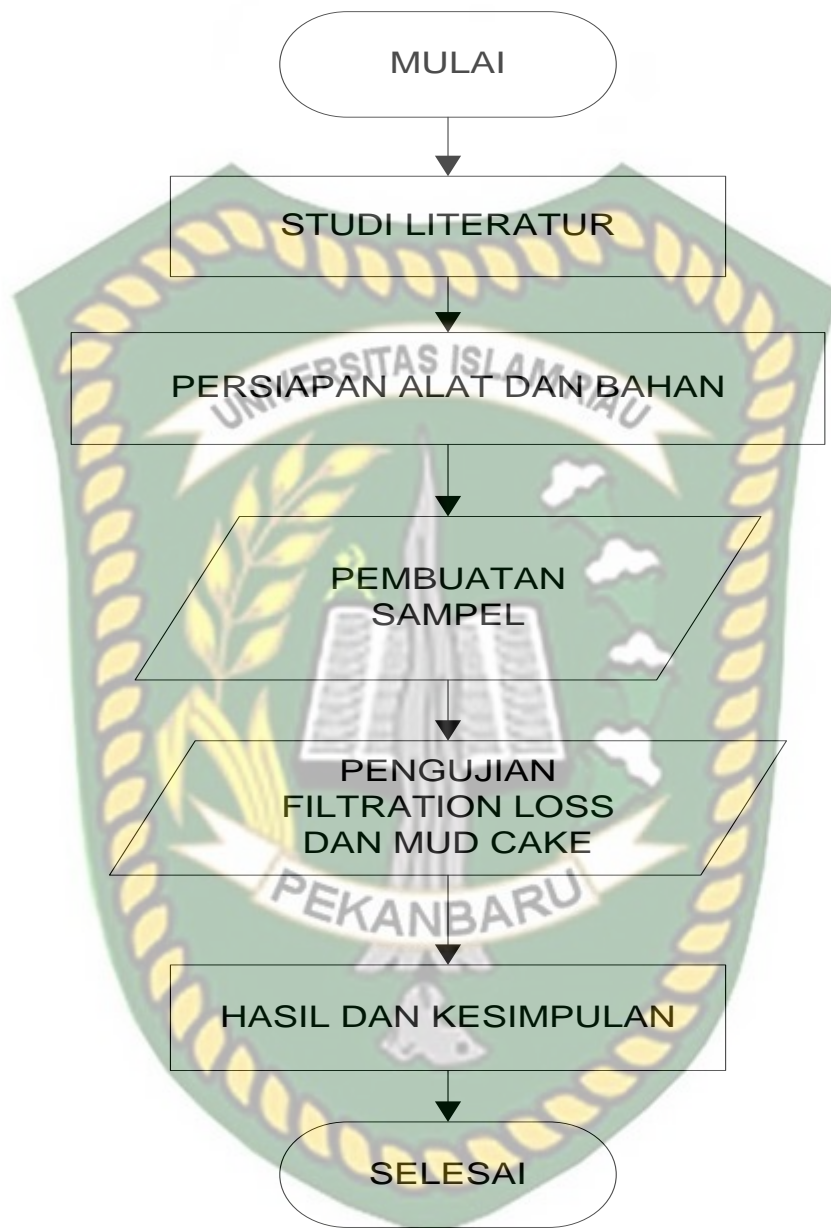 MULAI
STUDI LITERATUR
UNIVERSITAS ISLAM RIAU
PERSIAPAN ALAT DAN BAHAN
PEMBUATAN
SAMPEL
PENGUJIAN
FILTRATION LOSS
DAN MUD CAKE
PEKANBARU
HASIL DAN KESIMPULAN
SELESAI